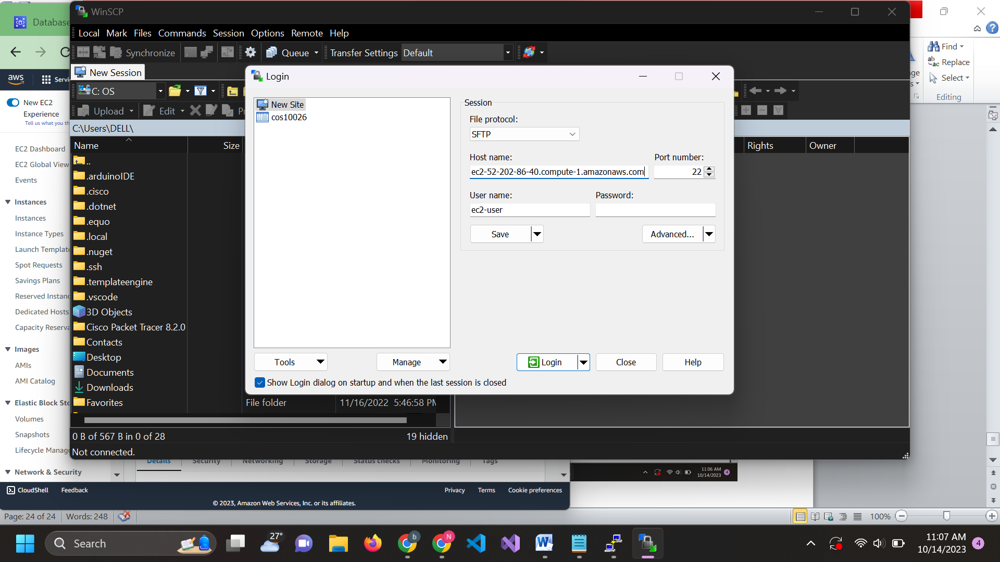 WinSCP
Database
Local Mark Files Commands Session Options Remote Help
Synchronize
Queue
Transfer Settings Default
New Session
C: OS
Upload
Edit
C:\Users\DELL\
Name
Size
..
.arduinoIDE
.cisco
.dotnet
.equo
.local
.nuget
.ssh
.templateengine
.vscode
3D Objects
Cisco Packet Tracer 8.2.0
Contacts
Desktop
Documents
Downloads
Favorites
File folder
11/16/2022 5:46:58 PM
0 B of 567 B in 0 of 28
19 hidden
Not connected.
Rights
Owner
Login
New Site
cos10026
Session
File protocol:
SFTP
Host name:
Port number:
ec2-52-202-86-40.compute-1.amazonaws.com
22
User name:
Password:
ec2-user
Save
Advanced...
Tools
Manage
Login
Close
Help
Show Login dialog on startup and when the last session is closed
aws
Servi
New EC2
Experience
Tell us what you th
EC2 Dashboard
EC2 Global View
Events
Instances
Instances
Instance Types
Launch Template
Spot Requests
Savings Plans
Reserved Instanc
Dedicated Hosts
Capacity Reserva
Images
AMIs
AMI Catalog
Elastic Block Sto
Volumes
Snapshots
Lifecycle Manage
Network & Security
Details
Security
Networking
Storage
Status checks
Monitoring
Tags
CloudShell
Feedback
Privacy
Terms
Cookie preferences
© 2023, Amazon Web Services, Inc. or its affiliates.
Find
Replace
Select
Editing
11:06 AM
10/14/2023
4
Page: 24 of 24
Words: 248
100%
Search
27°
b
N
11:07 AM
10/14/2023
4